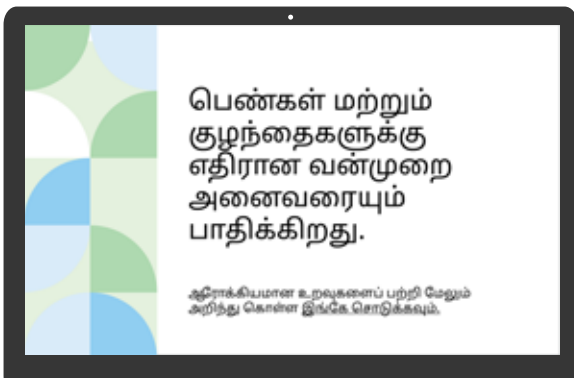 பெண்கள் மற்றும்
குழந்தைகளுக்கு
எதிரான வன்முறை
அனைவரையும்
பாதிக்கிறது.
ஆரோக்கியமான உறவுகளைப் பற்றி மேலும்
அறிந்து கொள்ள இங்கே சொடுக்கவும்.